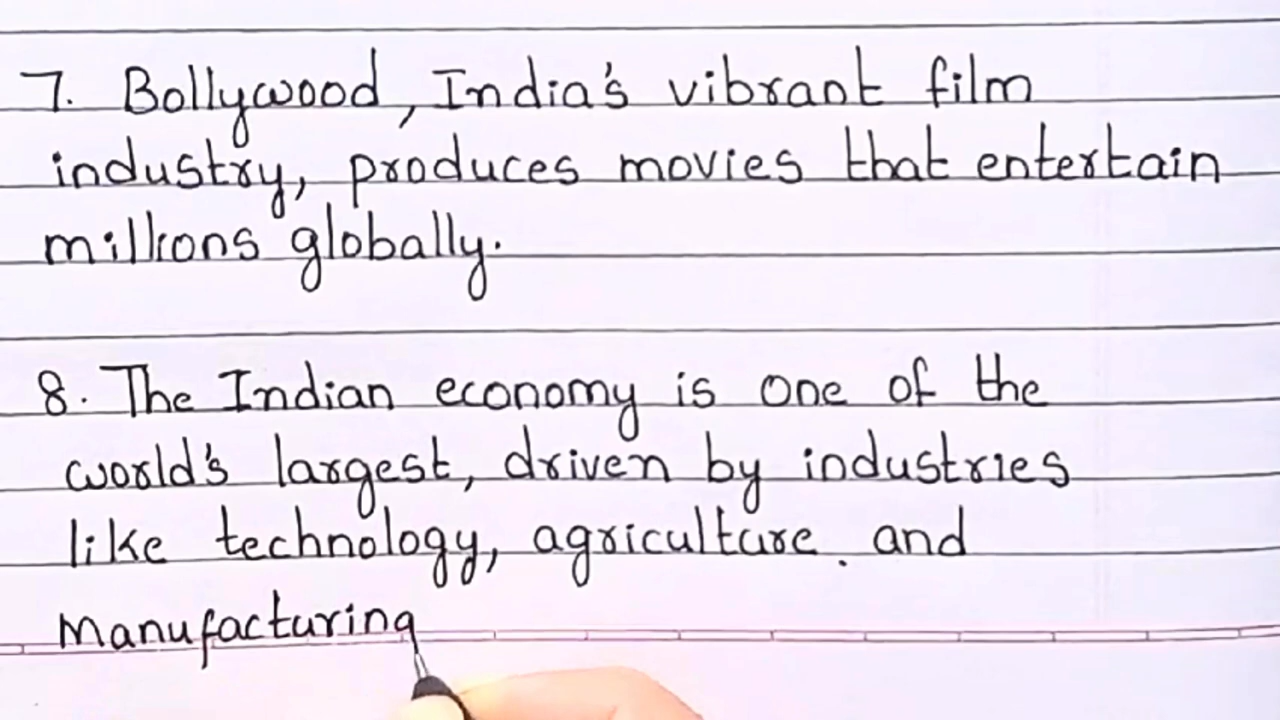 7. Bollywood, India's vibrant film
industry, produces movies that entertain
millions globally.
8. The Indian economy is one of the
world's largest, driven by industries
like technology, agriculture and
manufacturing